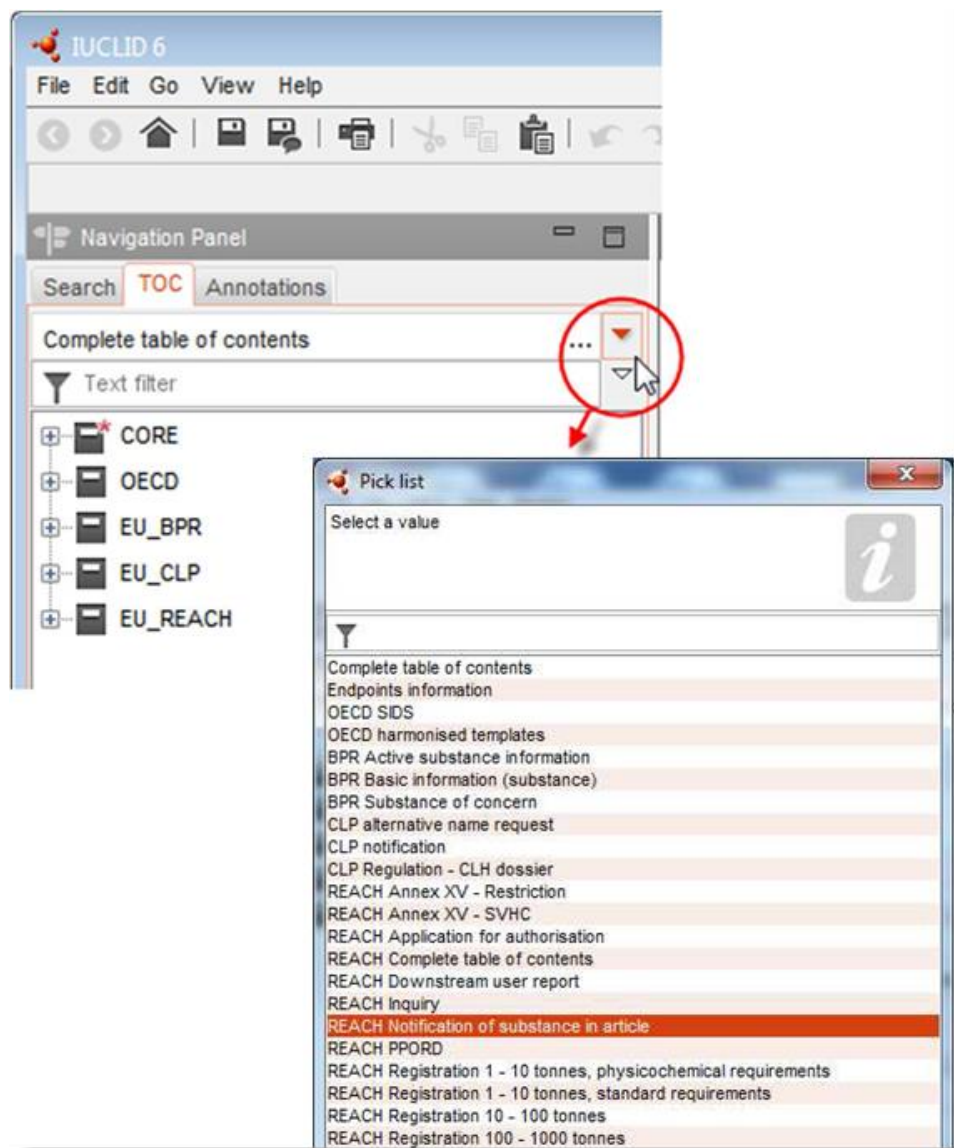 IUCLID 6
File Edit Go View Help
Navigation Panel
Search TOC Annotations
Complete table of contents ...
Text filter
CORE
OECD
EU_BPR
EU_CLP
EU_REACH
Pick list
Select a value
Complete table of contents
Endpoints information
OECD SIDS
OECD harmonised templates
BPR Active substance information
BPR Basic information (substance)
BPR Substance of concern
CLP alternative name request
CLP notification
CLP Regulation - CLH dossier
REACH Annex XV - Restriction
REACH Annex XV - SVHC
REACH Application for authorisation
REACH Complete table of contents
REACH Downstream user report
REACH Inquiry
REACH Notification of substance in article
REACH PPORD
REACH Registration 1 - 10 tonnes, physicochemical requirements
REACH Registration 1 - 10 tonnes, standard requirements
REACH Registration 10 - 100 tonnes
REACH Registration 100 - 1000 tonnes